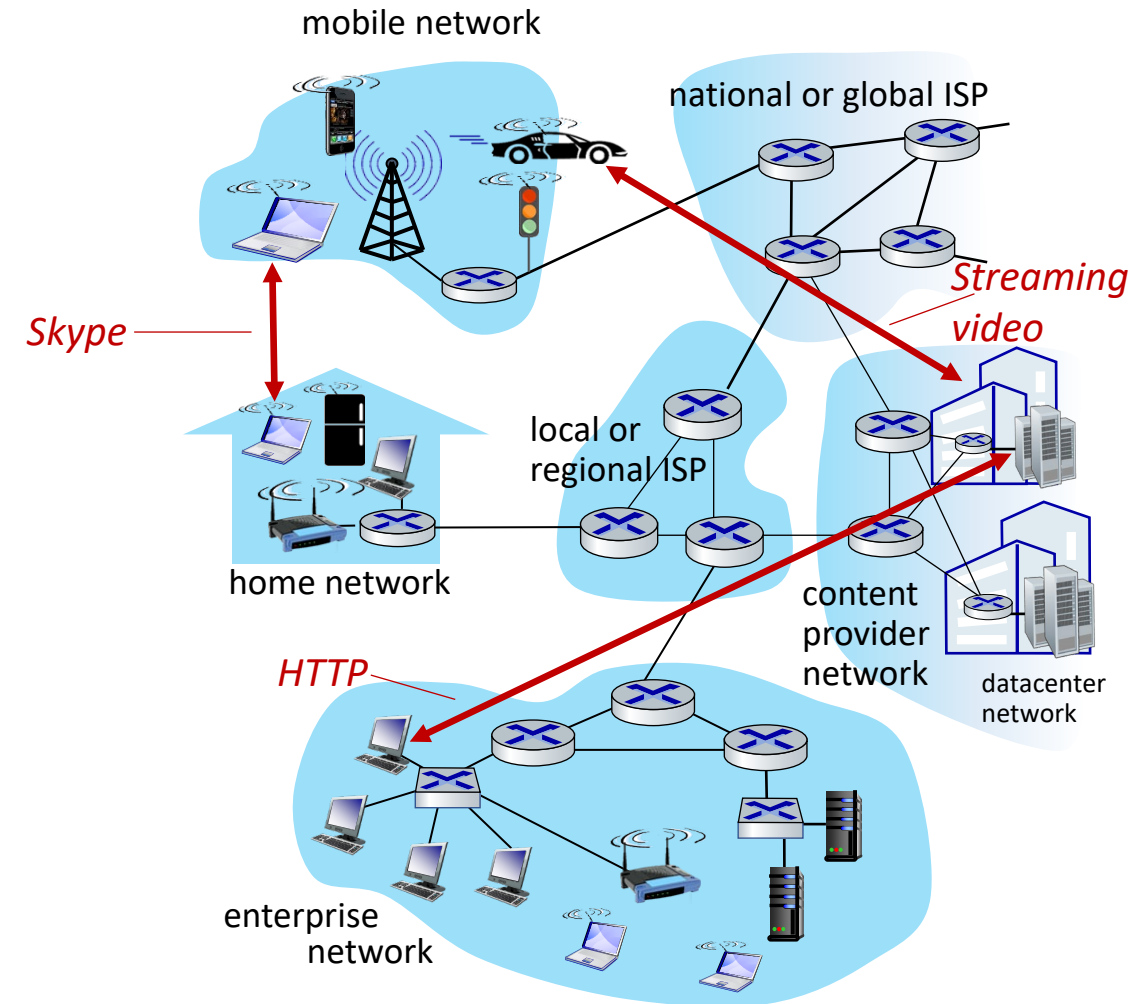 mobile network
national or global ISP
Streaming
video
Skype
local or
regional ISP
home network
content
provider
network
datacenter
network
HTTP
enterprise
network